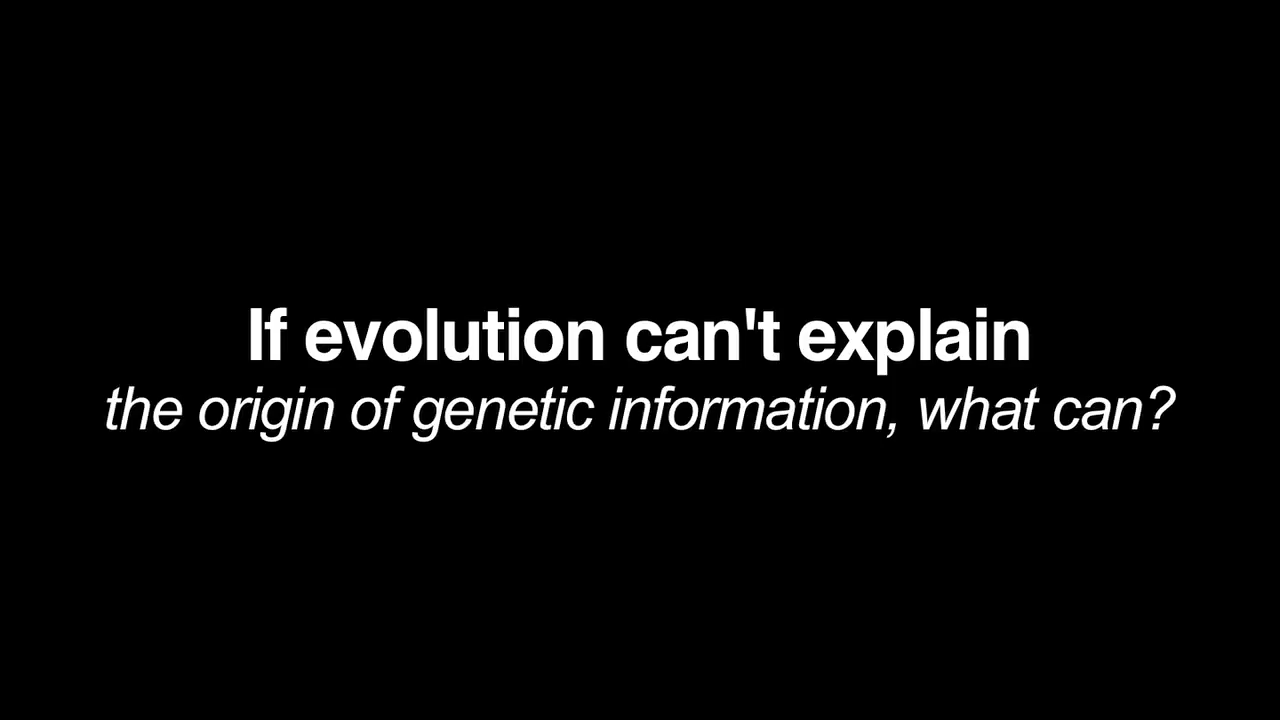 If evolution can't explain
the origin of genetic information, what can?